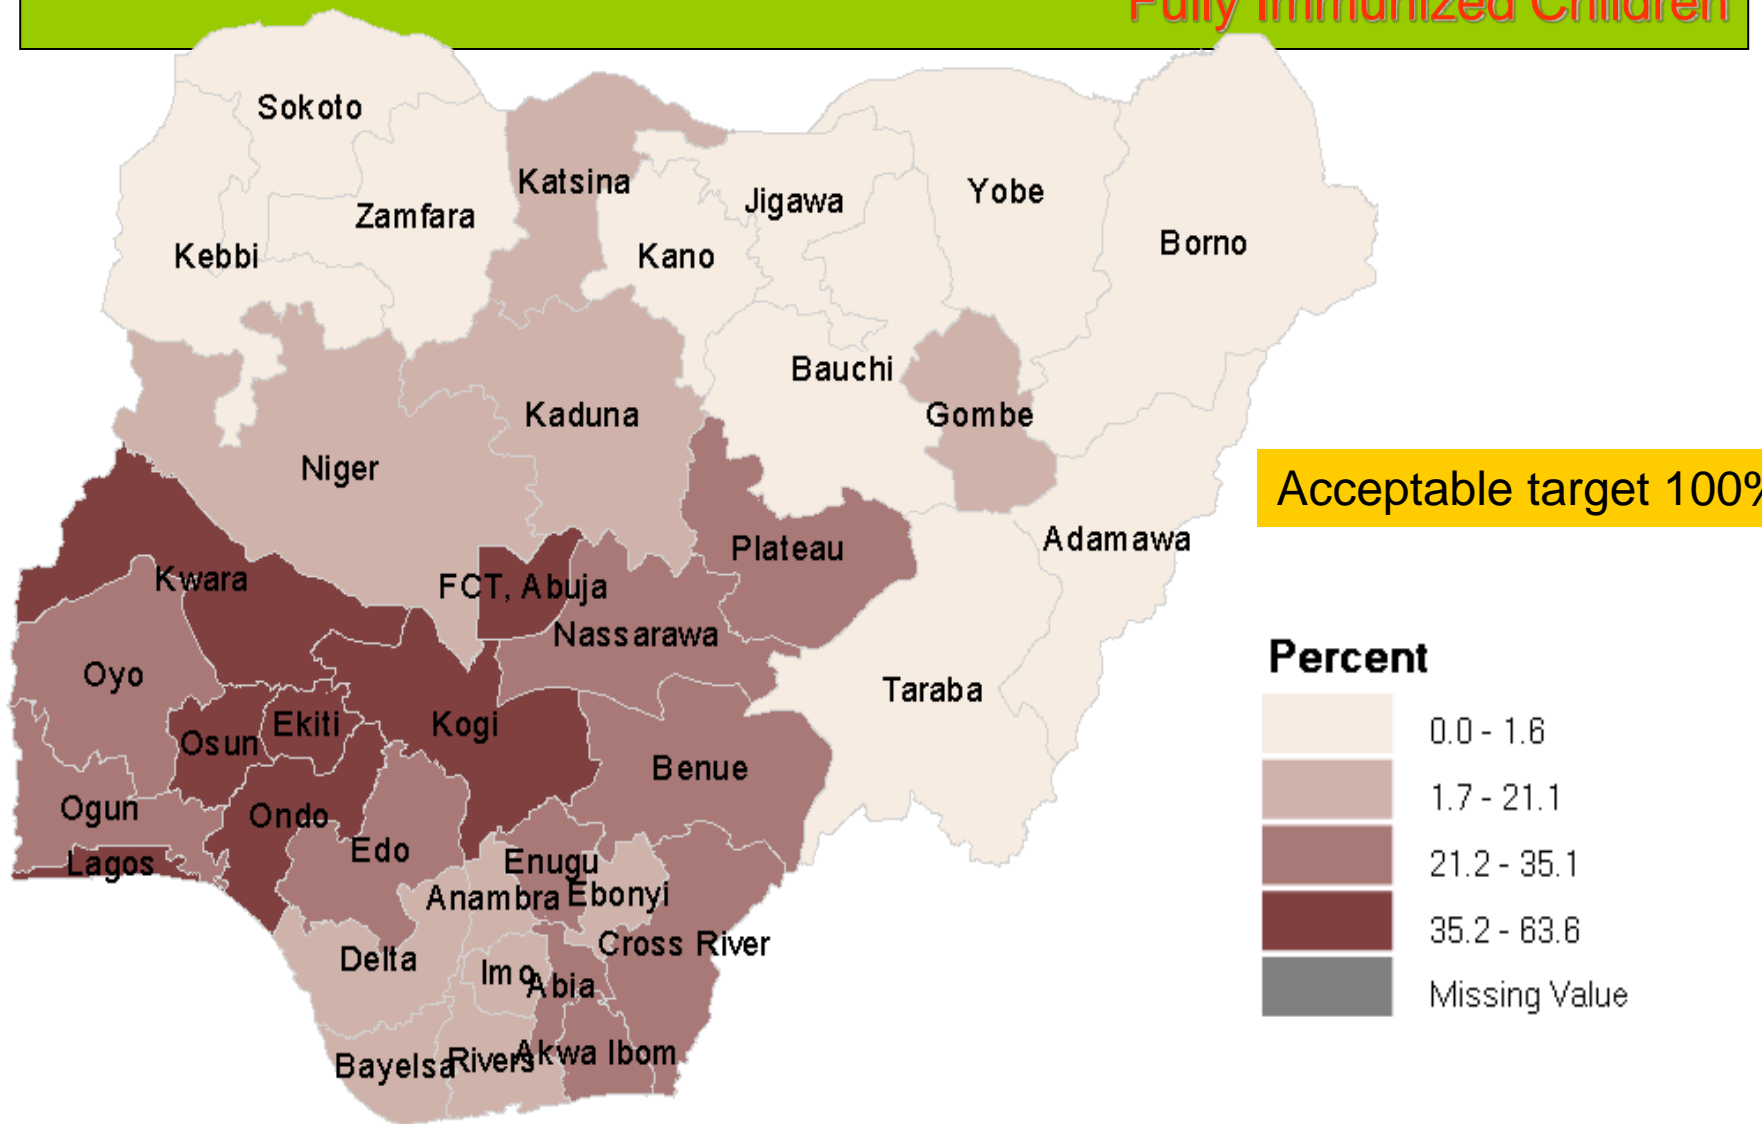 Fully Immunized Children
Sokoto
Katsina
Zamfara
Jigawa
Yobe
Kebbi
Kano
Borno
Bauchi
Kaduna
Gombe
Niger
Acceptable target 100%
Adamawa
Plateau
Kwara
FCT, Abuja
Nassarawa
Oyo
Taraba
Osun
Ekiti
Kogi
Benue
Ogun
Ondo
Edo
Lagos
Enugu
Anambra
Ebonyi
Cross River
Delta
Imo
Abia
Bayelsa
Rivers
Akwa Ibom
Percent
0.0 - 1.6
1.7 - 21.1
21.2 - 35.1
35.2 - 63.6
Missing Value